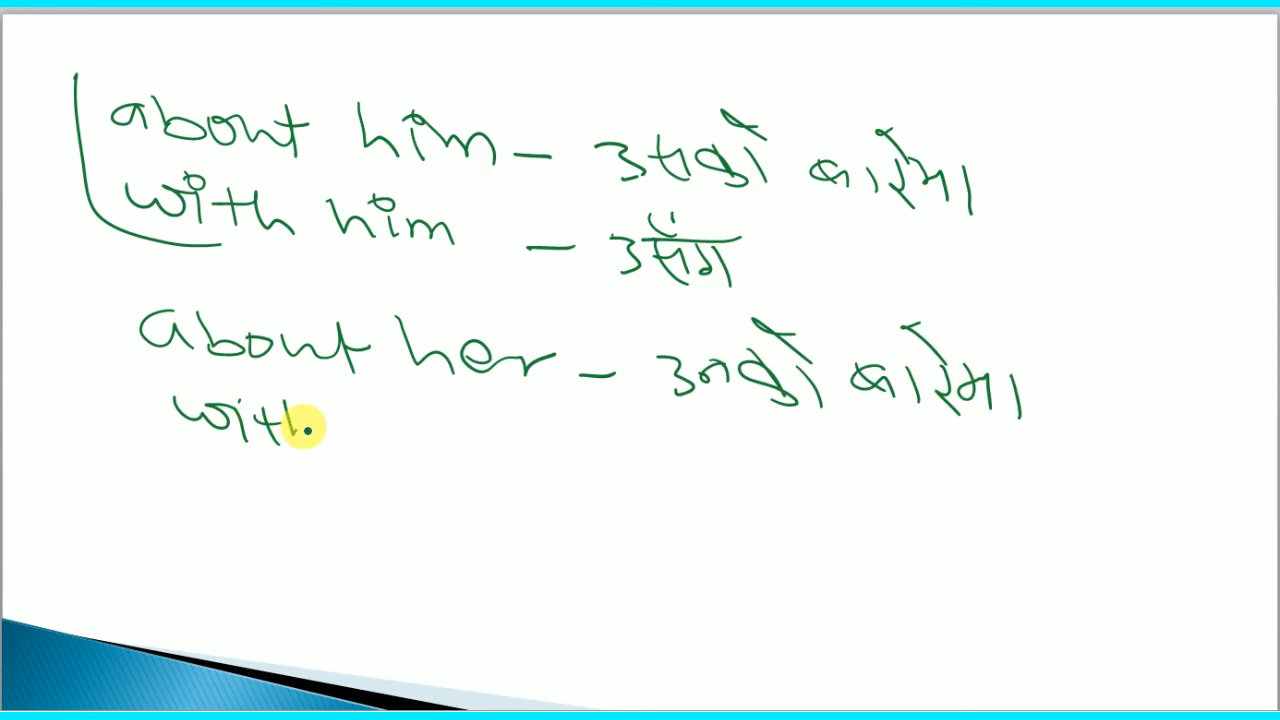 about him – उसको बारेमा
with him – उसँग
about her – उनको बारेमा
with